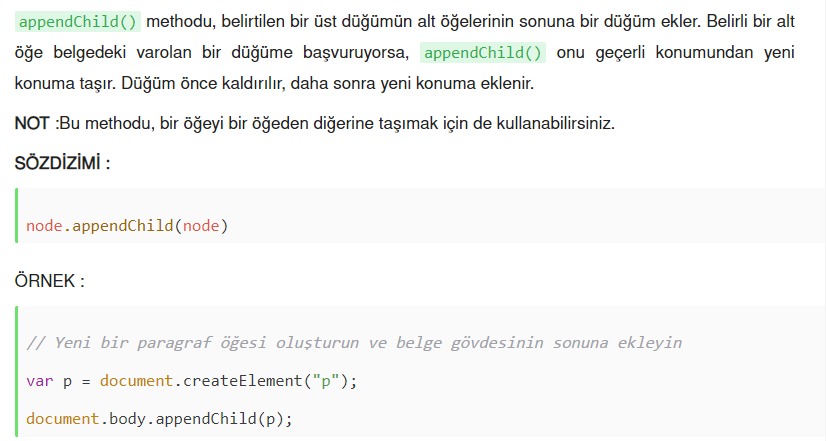 appendChild() methodu, belirtilen bir üst düğümün alt öğelerinin sonuna bir düğüm ekler. Belirli bir alt
öğe belgedeki varolan bir düğüme başvuruyorsa, appendChild() onu geçerli konumundan yeni
konuma taşır. Düğüm önce kaldırılır, daha sonra yeni konuma eklenir.
NOT :Bu methodu, bir öğeyi bir öğeden diğerine taşımak için de kullanabilirsiniz.
SÖZDİZİMİ :
node.appendChild(node)
ÖRNEK :
// Yeni bir paragraf öğesi oluşturun ve belge gövdesinin sonuna ekleyin
var p = document.createElement("p");
document.body.appendChild(p);